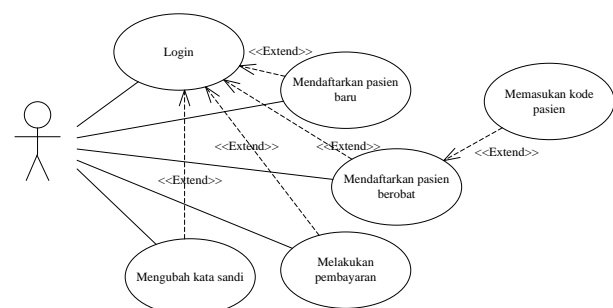 Login
<<Extend>>
Mendaftarkan pasien
baru
Memasukan kode
pasien
<<Extend>>
<<Extend>>
<<Extend>>
Mendaftarkan pasien
berobat
<<Extend>>
Mengubah kata sandi
Melakukan
pembayaran